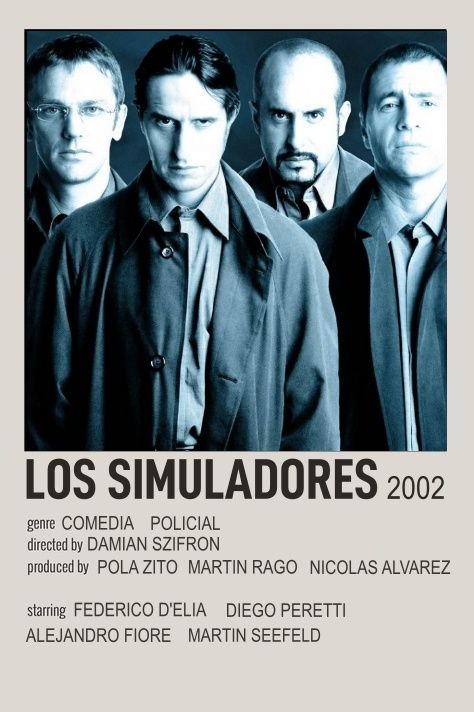 LOS SIMULADORES 2002
genre COMEDIA POLICIAL
directed by DAMIAN SZIFRON
produced by POLA ZITO MARTIN RAGO NICOLAS ALVAREZ
starring FEDERICO D'ELIA DIEGO PERETTI
ALEJANDRO FIORE MARTIN SEEFELD